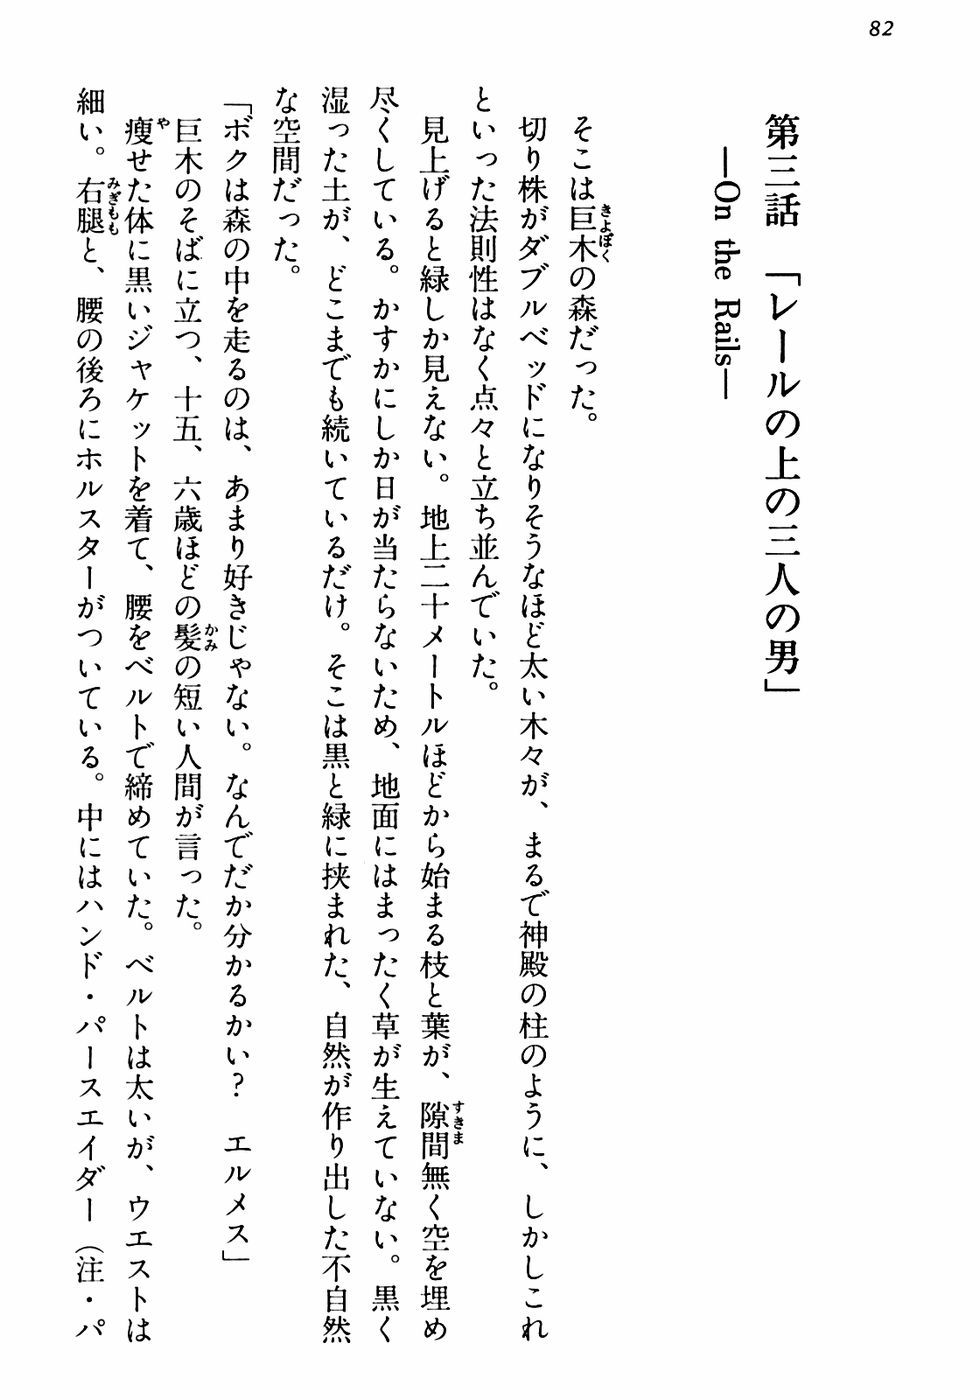 82
第三話　「レールの上の三人の男」
―On the Rails―
そこは巨木の森だった。
切り株がダブルベッドになりそうなほど太い木々が、まるで神殿の柱のように、しかしこれ
といった法則性はなく点々と立ち並んでいた。
見上げると緑しか見えない。地上二十メートルほどから始まる枝と葉が、隙間無く空を埋め
尽くしている。かすかにしか日が当たらないため、地面にはまったく草が生えていない。黒く
湿った土が、どこまでも続いているだけ。そこは黒と緑に挟まれた、自然が作り出した不自然
な空間だった。
「ボクは森の中を走るのは、あまり好きじゃない。なんでだか分かるかい？　エルメス」
巨木のそばに立つ、十五、六歳ほどの髪の短い人間が言った。
痩せた体に黒いジャケットを着て、腰をベルトで締めていた。ベルトは太いが、ウエストは
細い。右腿と、腰の後ろにホルスターがついている。中にはハンド・パースエイダー（注・パ